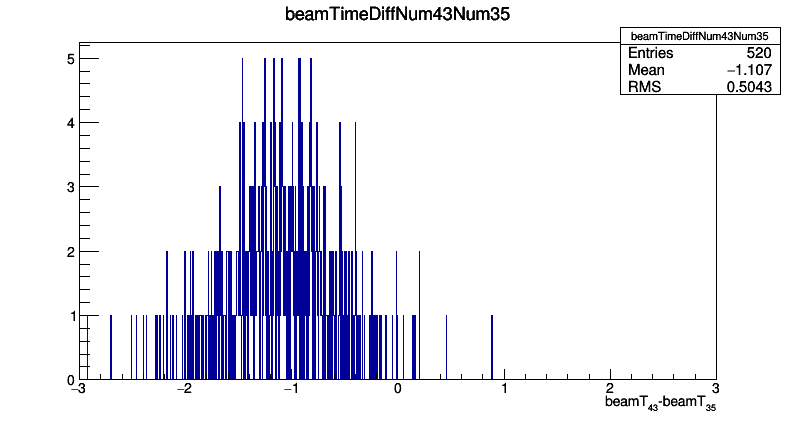 beamTimeDiffNum43Num35
beamTimeDiffNum43Num35
Entries 520
Mean −1.107
RMS 0.5043
5
4
3
2
1
0
−3 −2 −1 0 1 2 3
beamT43-beamT35